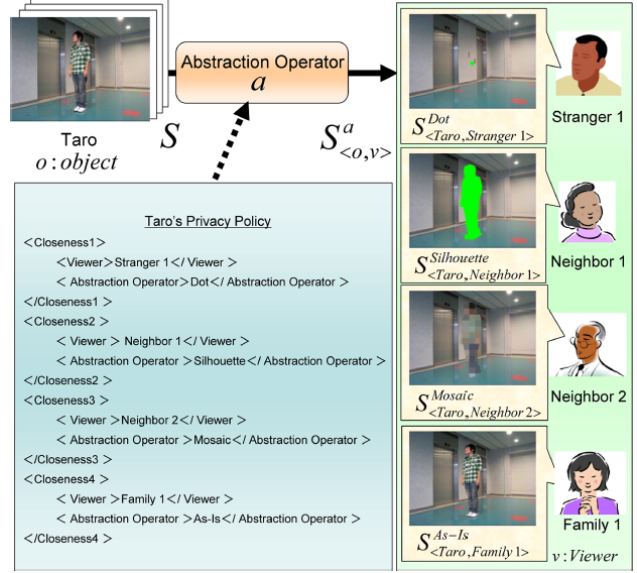 Abstraction Operator
a
Taro
o : object
S
S^a_{<o,v>}
Taro's Privacy Policy
<Closeness1>
<Viewer>Stranger 1</ Viewer >
< Abstraction Operator >Dot</ Abstraction Operator >
</Closeness1 >
<Closeness2>
< Viewer > Neighbor 1</ Viewer >
< Abstraction Operator >Silhouette</ Abstraction Operator >
</Closeness2 >
<Closeness3>
< Viewer >Neighbor 2</ Viewer >
< Abstraction Operator >Mosaic</ Abstraction Operator >
</Closeness3 >
<Closeness4>
< Viewer >Family 1</ Viewer >
< Abstraction Operator >As-Is</ Abstraction Operator >
</Closeness4 >
S^{Dot}_{<Taro,Stranger 1>}
Stranger 1
S^{Silhouette}_{<Taro,Neighbor 1>}
Neighbor 1
S^{Mosaic}_{<Taro,Neighbor 2>}
Neighbor 2
S^{As-Is}_{<Taro,Family 1>}
Family 1
v : Viewer